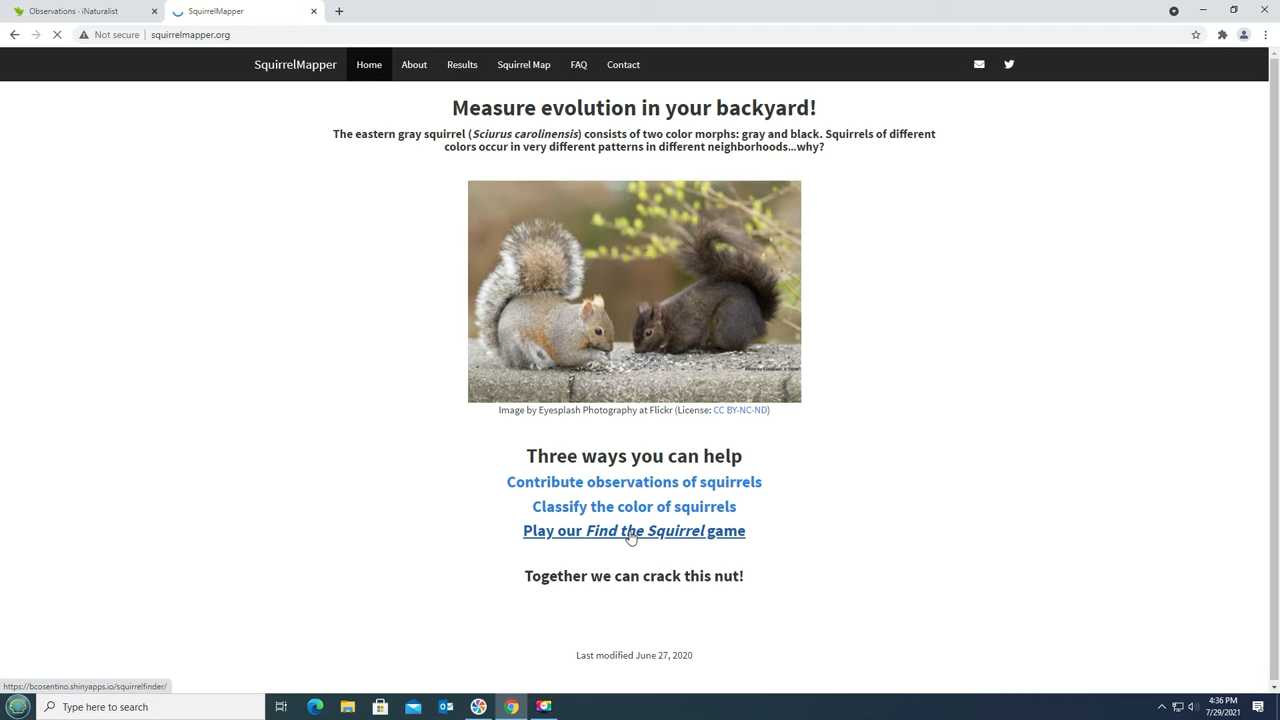 Observations · iNaturalist
SquirrelMapper
Not secure
squirrelmapper.org
SquirrelMapper
Home
About
Results
Squirrel Map
FAQ
Contact
Measure evolution in your backyard!
The eastern gray squirrel (Sciurus carolinensis) consists of two color morphs: gray and black. Squirrels of different
colors occur in very different patterns in different neighborhoods...why?
Image by Eyesplash Photography at Flickr (License: CC BY-NC-ND)
Three ways you can help
Contribute observations of squirrels
Classify the color of squirrels
Play our Find the Squirrel game
Together we can crack this nut!
Last modified June 27, 2020
https://bcosentino.shinyapps.io/squirrelfinder/
Type here to search
4:36 PM
7/29/2021